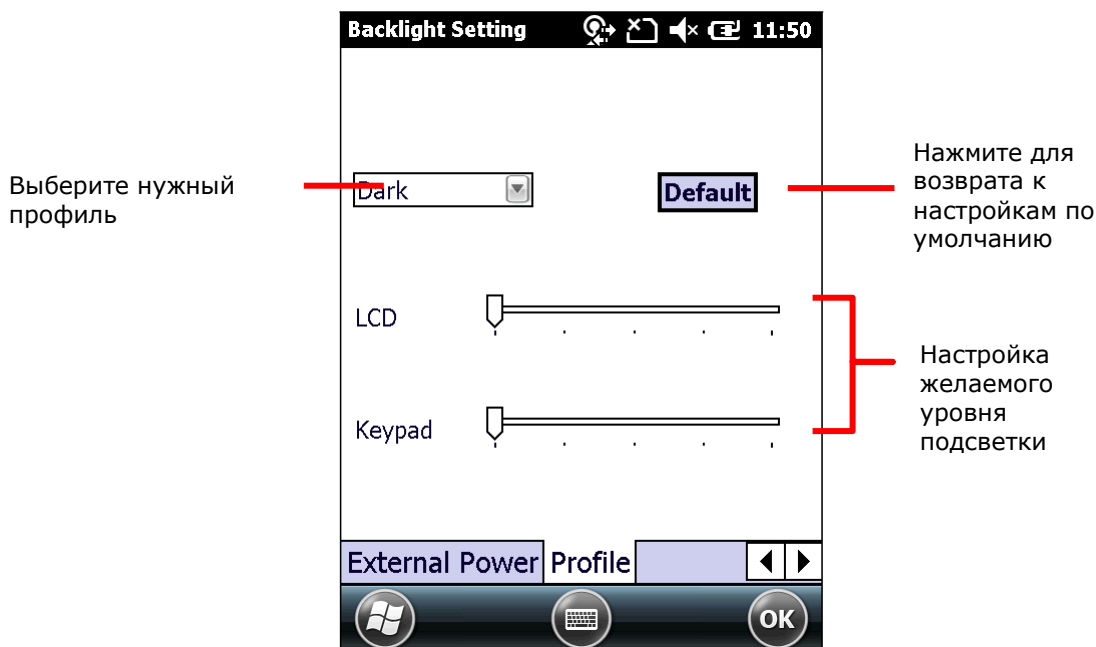 Backlight Setting 11:50
Выберите нужный
профиль
Dark
Default
Нажмите для
возврата к
настройкам по
умолчанию
LCD
Keypad
Настройка
желаемого
уровня
подсветки
External Power Profile
OK